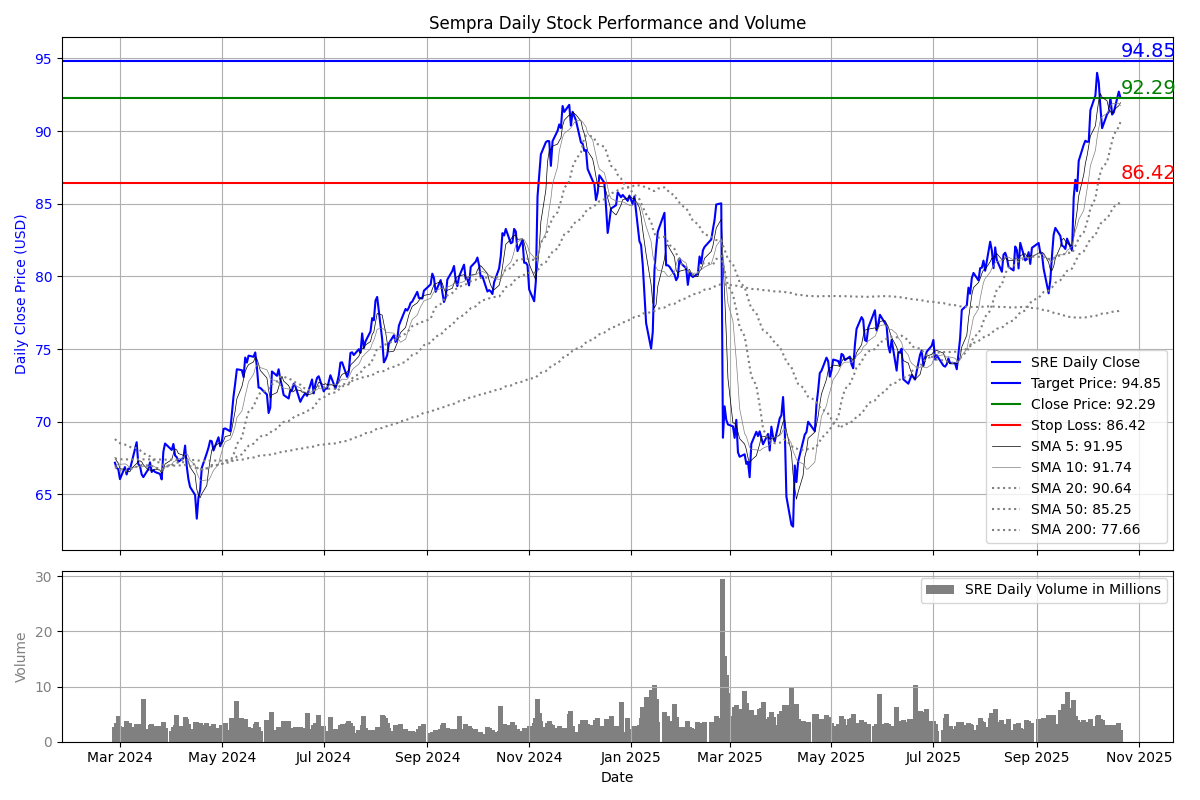 Sempra Daily Stock Performance and Volume
Daily Close Price (USD)
95
90
85
80
75
70
65
94.85
92.29
86.42
SRE Daily Close
Target Price: 94.85
Close Price: 92.29
Stop Loss: 86.42
SMA 5: 91.95
SMA 10: 91.74
SMA 20: 90.64
SMA 50: 85.25
SMA 200: 77.66
Volume
30
20
10
0
SRE Daily Volume in Millions
Mar 2024 May 2024 Jul 2024 Sep 2024 Nov 2024 Jan 2025 Mar 2025 May 2025 Jul 2025 Sep 2025 Nov 2025
Date